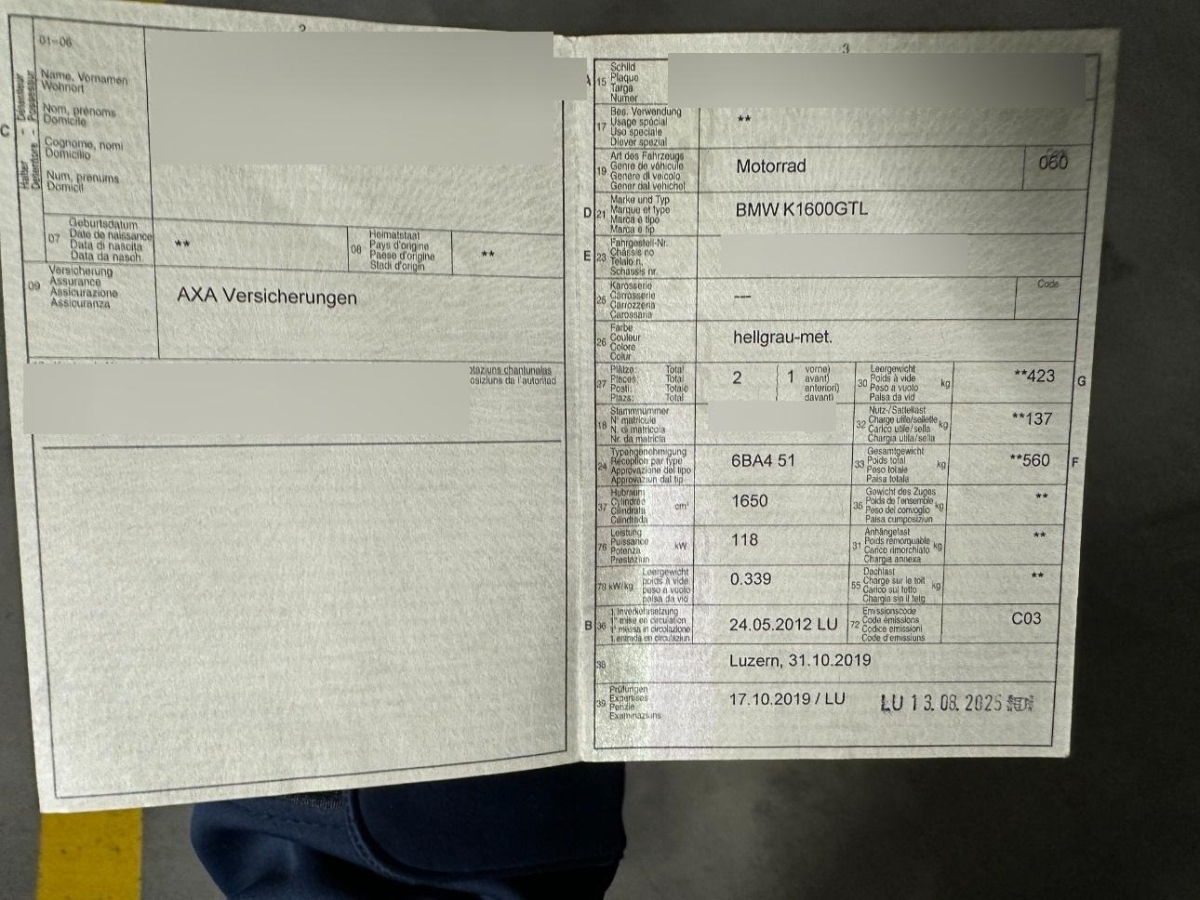 2
01-06
C
Halter - Détenteur
Detentore - Possessur
Name, Vornamen
Wohnort
Nom, prénoms
Domicile
Cognome, nomi
Domicilio
Num, prenums
Domicil
07
Geburtsdatum
Date de naissance
Data di nascita
Data da nasch.
**
08
Heimatstaat
Pays d'origine
Paese d'origine
Stadi d'origin
**
09
Versicherung
Assurance
Assicurazione
Assicuranza
AXA Versicherungen
3
A
15
Schild
Plaque
Targa
Numer
17
Bes. Verwendung
Usage spécial
Uso speciale
Diever spezial
**
19
Art des Fahrzeugs
Genre de véhicule
Genere di veicolo
Gener dal vehichel
Motorrad
060
D
21
Marke und Typ
Marque et type
Marca e tipo
Marca e tip
BMW K1600GTL
E
23
Fahrgestell-Nr.
Châssis no
Telaio n.
Schassis nr.
25
Karosserie
Carrosserie
Carrozzeria
Carossaria
---
Code
26
Farbe
Couleur
Colore
Colur
hellgrau-met.
27
Plätze: Total
Places: Total
Posti: Totale
Plazs: Total
2
1
vorne)
avant)
anteriori)
davant)
30
Leergewicht
Poids à vide
Peso a vuoto
Paisa da vid
kg
**423
G
18
Stammnummer
N° matricule
N. di matricola
Nr. da matricla
32
Nutz-/Sattellast
Charge utile/sellette
Carico utile/sella
Chargia utila/sella
kg
**137
24
Typengenehmigung
Réception par type
Approvazione del tipo
Approvaziun dal tip
6BA4 51
33
Gesamtgewicht
Poids total
Peso totale
Paisa totala
kg
**560
F
37
Hubraum
Cylindrée
Cilindrata
Cilindrada
cm³
1650
35
Gewicht des Zuges
Poids de l'ensemble
Peso del convoglio
Paisa cumposiziun
kg
**
76
Leistung
Puissance
Potenza
Prestaziun
kW
118
31
Anhängelast
Poids remorquable
Carico rimorchiato
Chargia annexa
kg
**
78
kW/kg
Leergewicht
poids à vide
peso a vuoto
paisa da vid
0.339
55
Dachlast
Charge sur le toit
Carico sul tetto
Chargia sin il tetg
kg
**
B
36
1. Inverkehrsetzung
1re mise en circulation
1a messa in circolazione
1. entrada en circulaziun
24.05.2012 LU
72
Emissionscode
Code émissions
Codice emissioni
Code d'emissiuns
C03
38
Luzern, 31.10.2019
39
Prüfungen
Expertises
Perizie
Examinaziuns
17.10.2019 / LU
LU 13.08.2025